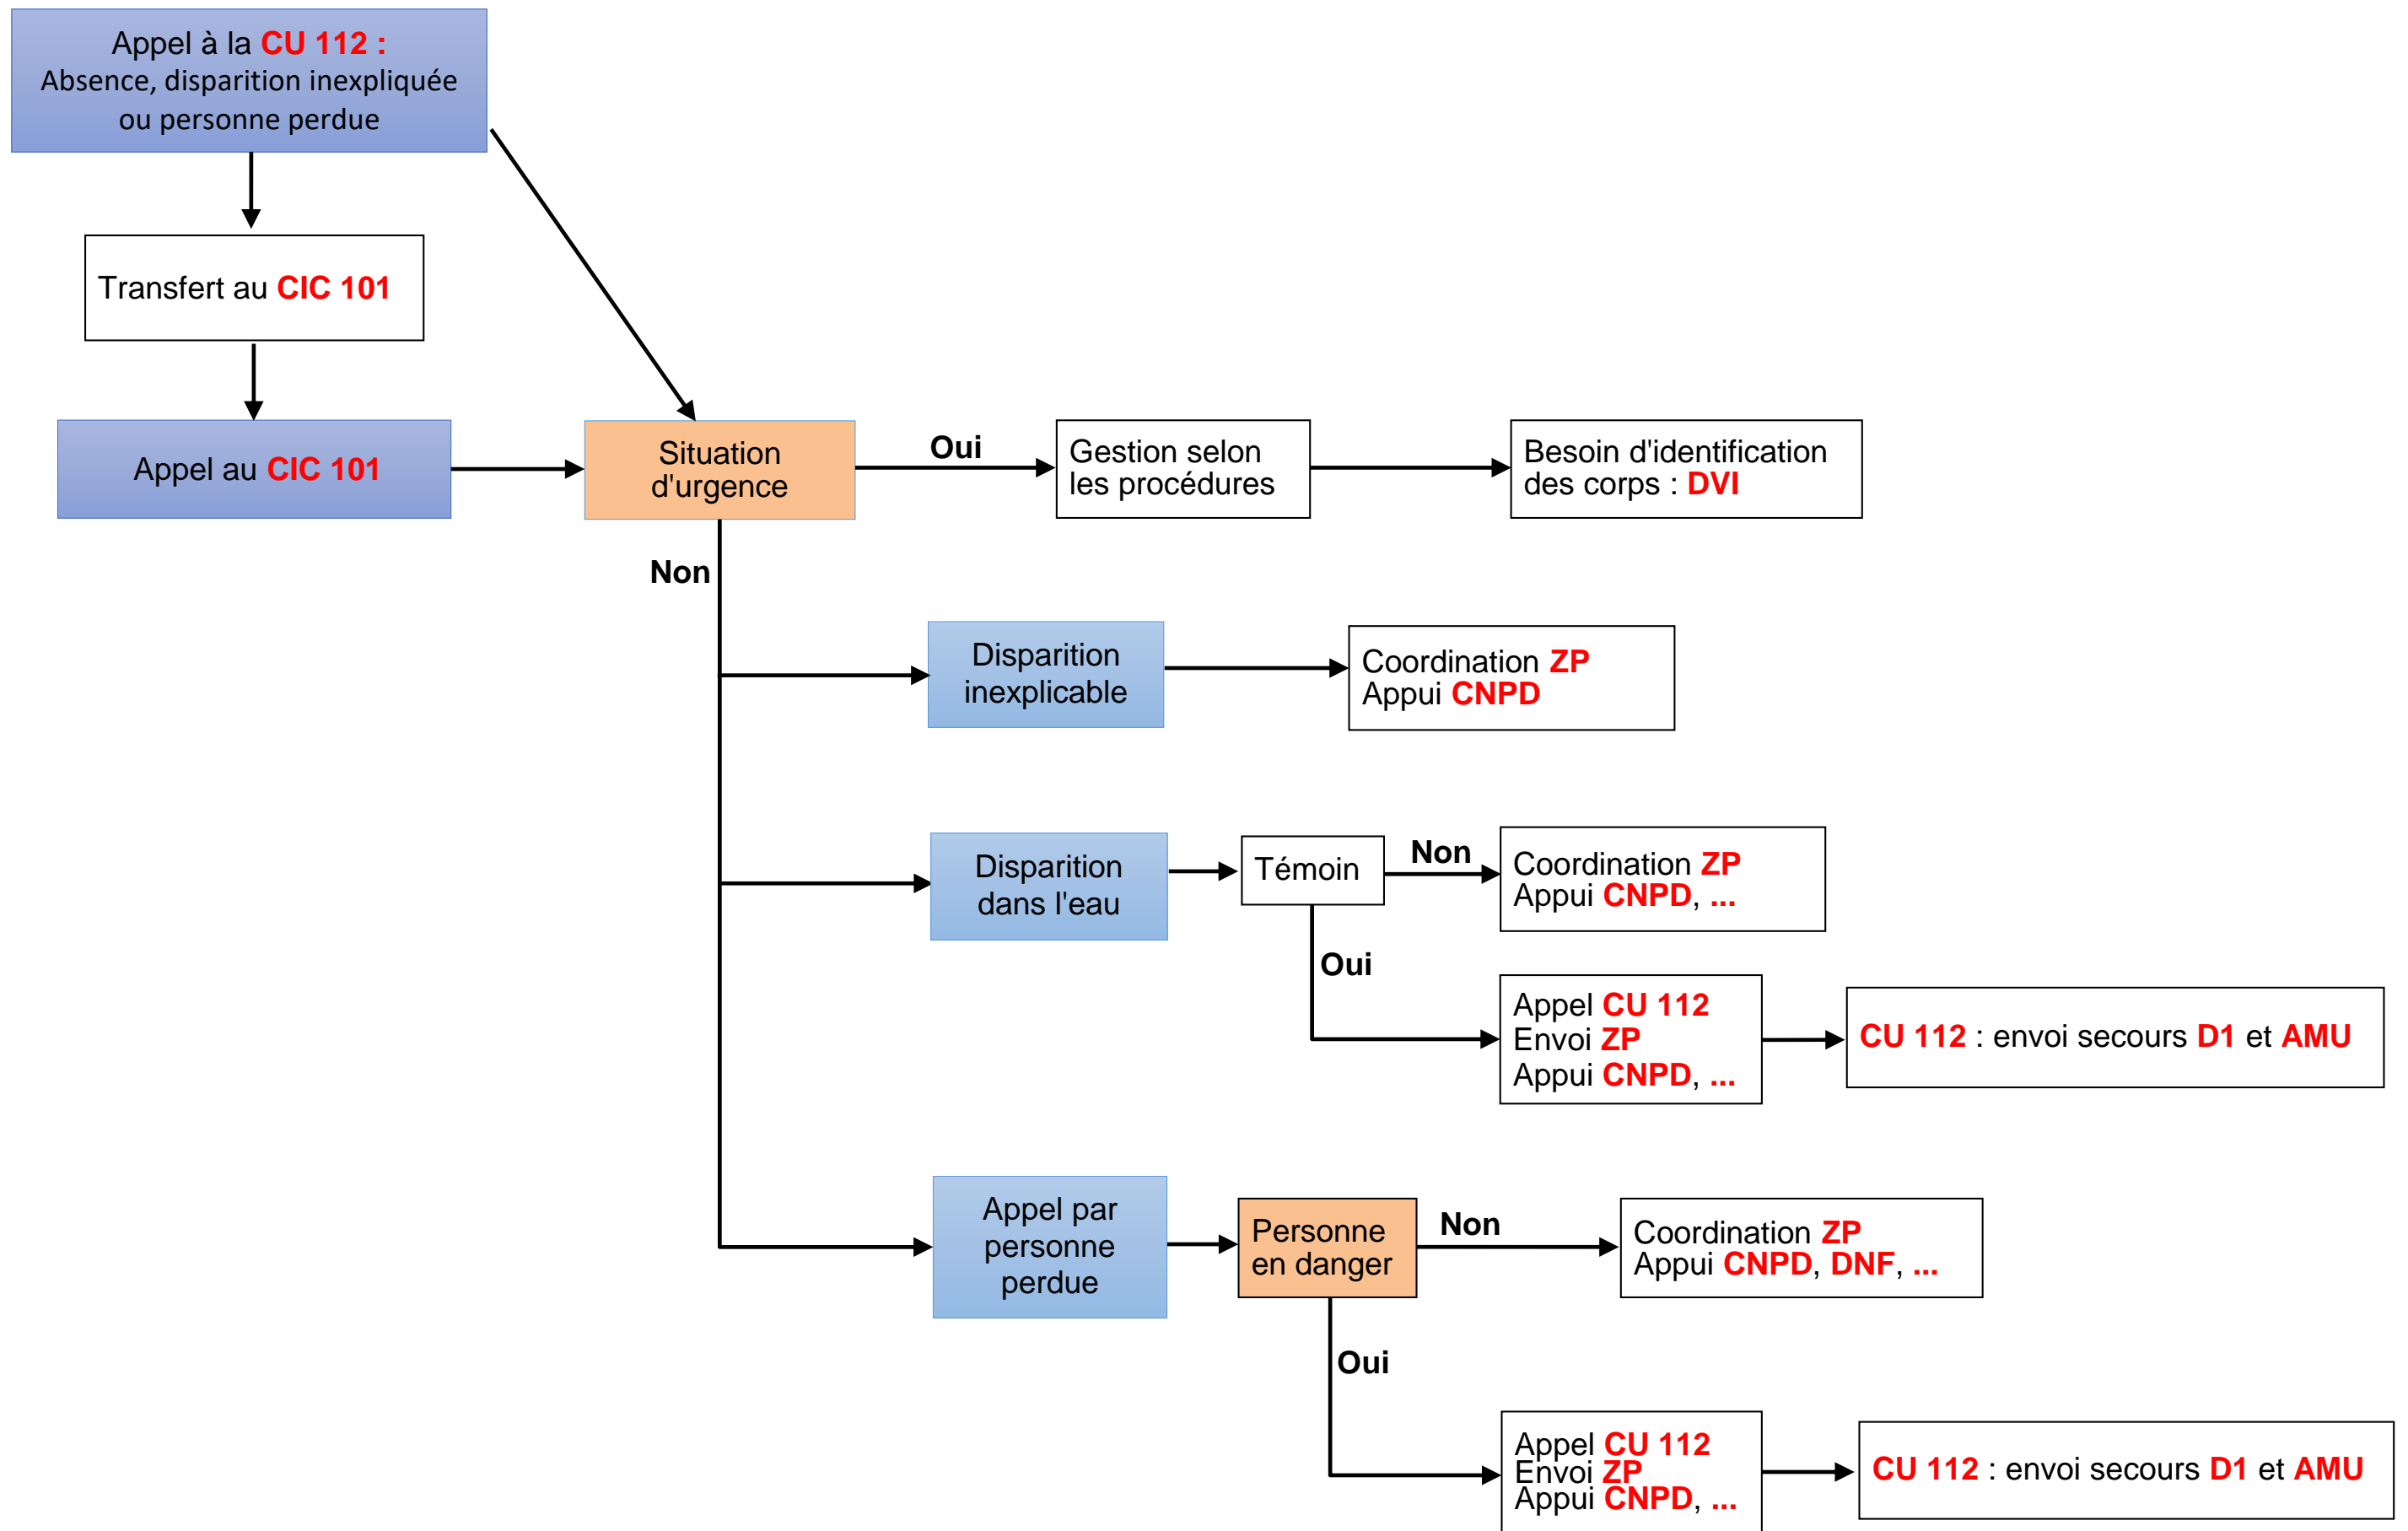 Appel à la CU 112 :
Absence, disparition inexpliquée
ou personne perdue
Transfert au CIC 101
Appel au CIC 101
Situation
d'urgence
Oui
Gestion selon
les procédures
Besoin d'identification
des corps : DVI
Non
Disparition
inexplicable
Coordination ZP
Appui CNPD
Disparition
dans l'eau
Témoin
Non
Coordination ZP
Appui CNPD, ...
Oui
Appel CU 112
Envoi ZP
Appui CNPD, ...
CU 112 : envoi secours D1 et AMU
Appel par
personne
perdue
Personne
en danger
Non
Coordination ZP
Appui CNPD, DNF, ...
Oui
Appel CU 112
Envoi ZP
Appui CNPD, ...
CU 112 : envoi secours D1 et AMU